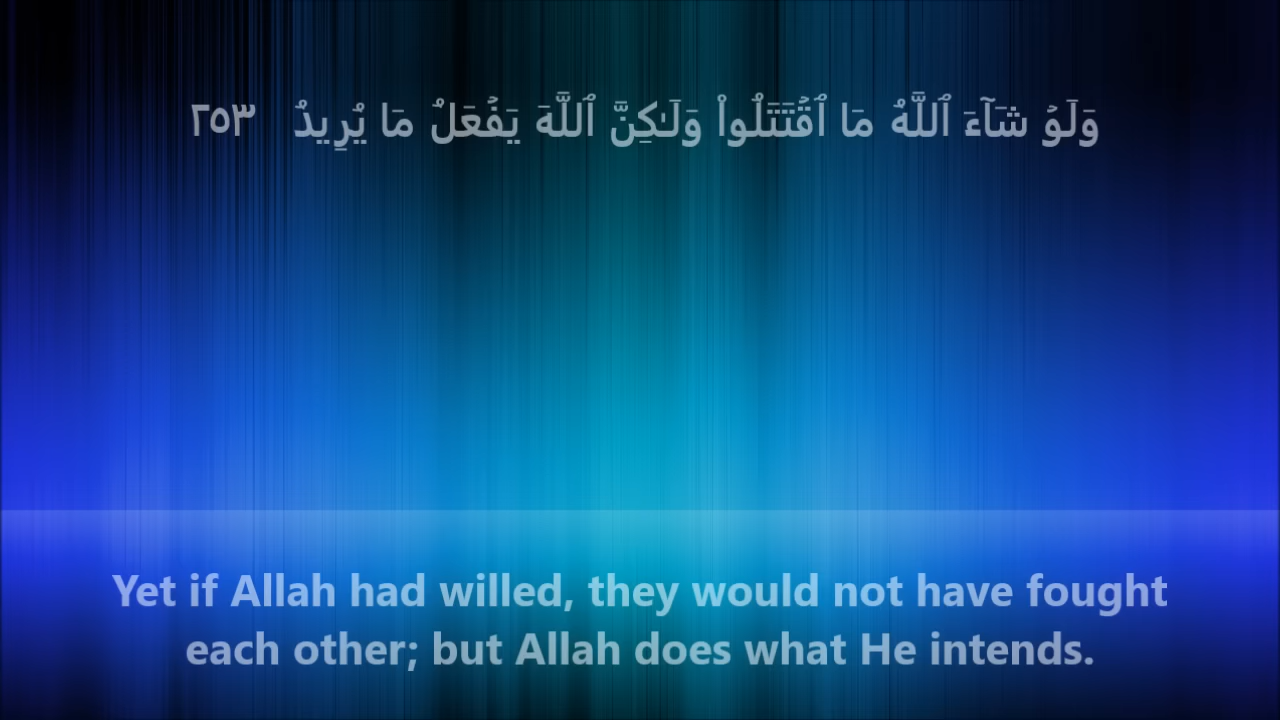 وَلَوۡ شَآءَ ٱللَّهُ مَا ٱقۡتَتَلُواْ وَلَـٰكِنَّ ٱللَّهَ يَفۡعَلُ مَا يُرِيدُ ٢٥٣
Yet if Allah had willed, they would not have fought
each other; but Allah does what He intends.